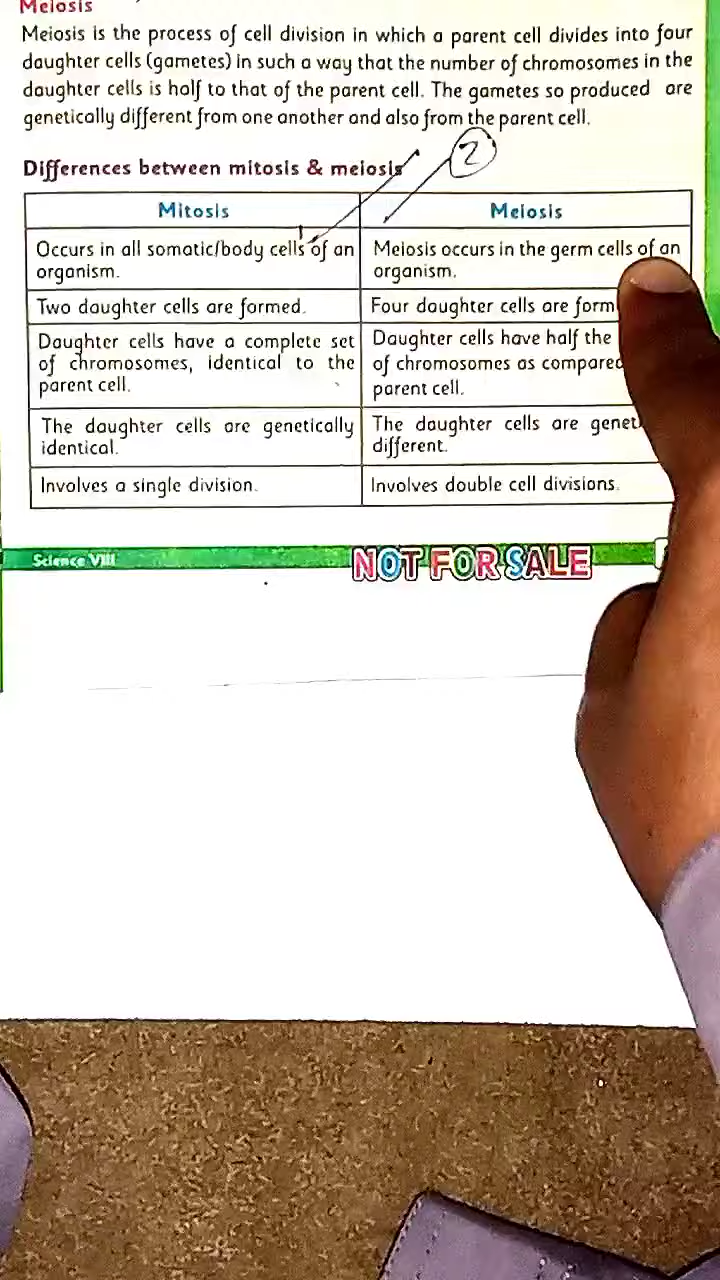 Meiosis
Meiosis is the process of cell division in which a parent cell divides into four
daughter cells (gametes) in such a way that the number of chromosomes in the
daughter cells is half to that of the parent cell. The gametes so produced are
genetically different from one another and also from the parent cell.
Differences between mitosis & meiosis
2
Mitosis
Meiosis
Occurs in all somatic/body cells of an
organism.
Meiosis occurs in the germ cells of an
organism.
Two daughter cells are formed.
Four daughter cells are form
Daughter cells have a complete set
of chromosomes, identical to the
parent cell.
Daughter cells have half the
of chromosomes as compared
parent cell.
The daughter cells are genetically
identical.
The daughter cells are genet
different.
Involves a single division.
Involves double cell divisions.
Science VIII
NOT FOR SALE